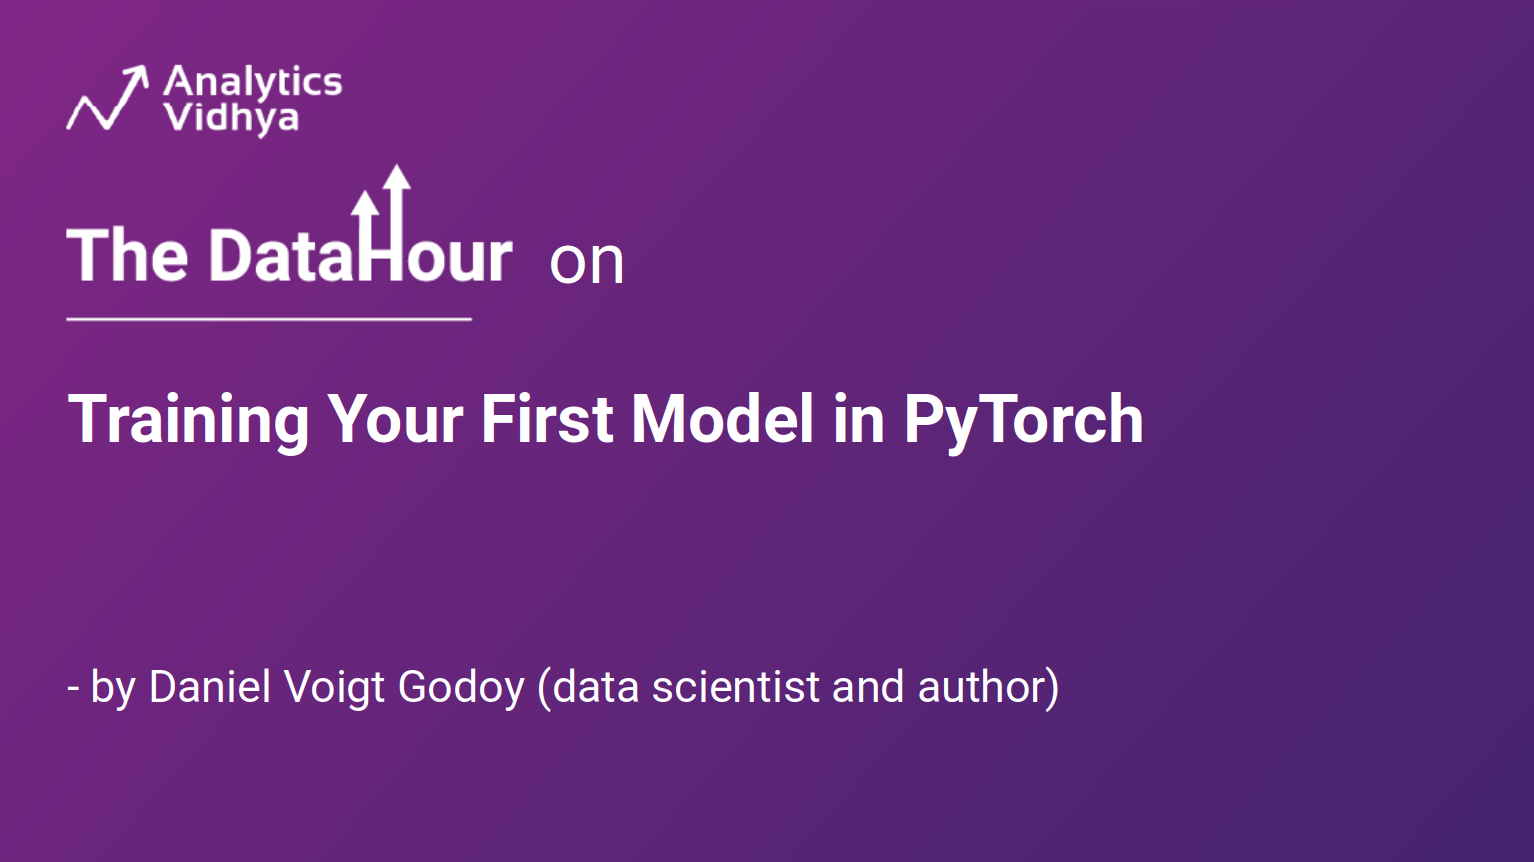 Analytics
Vidhya
The DataHour on
Training Your First Model in PyTorch
- by Daniel Voigt Godoy (data scientist and author)